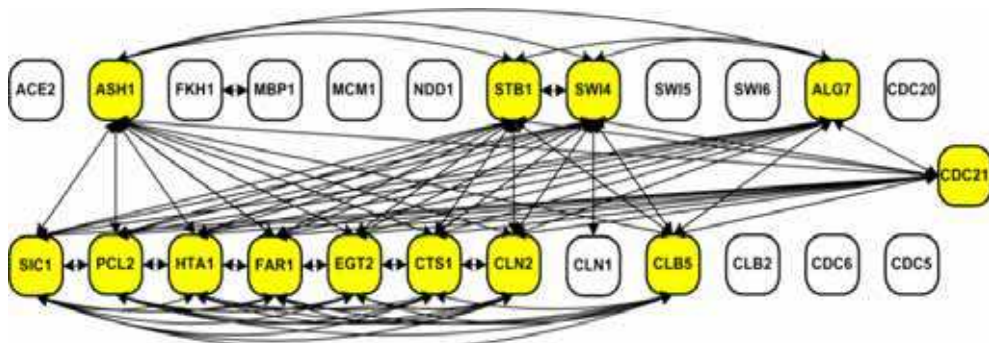 ACE2 ASH1 FKH1 MBP1 MCM1 NDD1 STB1 SWI4 SWI5 SWI6 ALG7 CDC20
CDC21
SIC1 PCL2 HTA1 FAR1 EGT2 CTS1 CLN2 CLN1 CLB5 CLB2 CDC6 CDC5